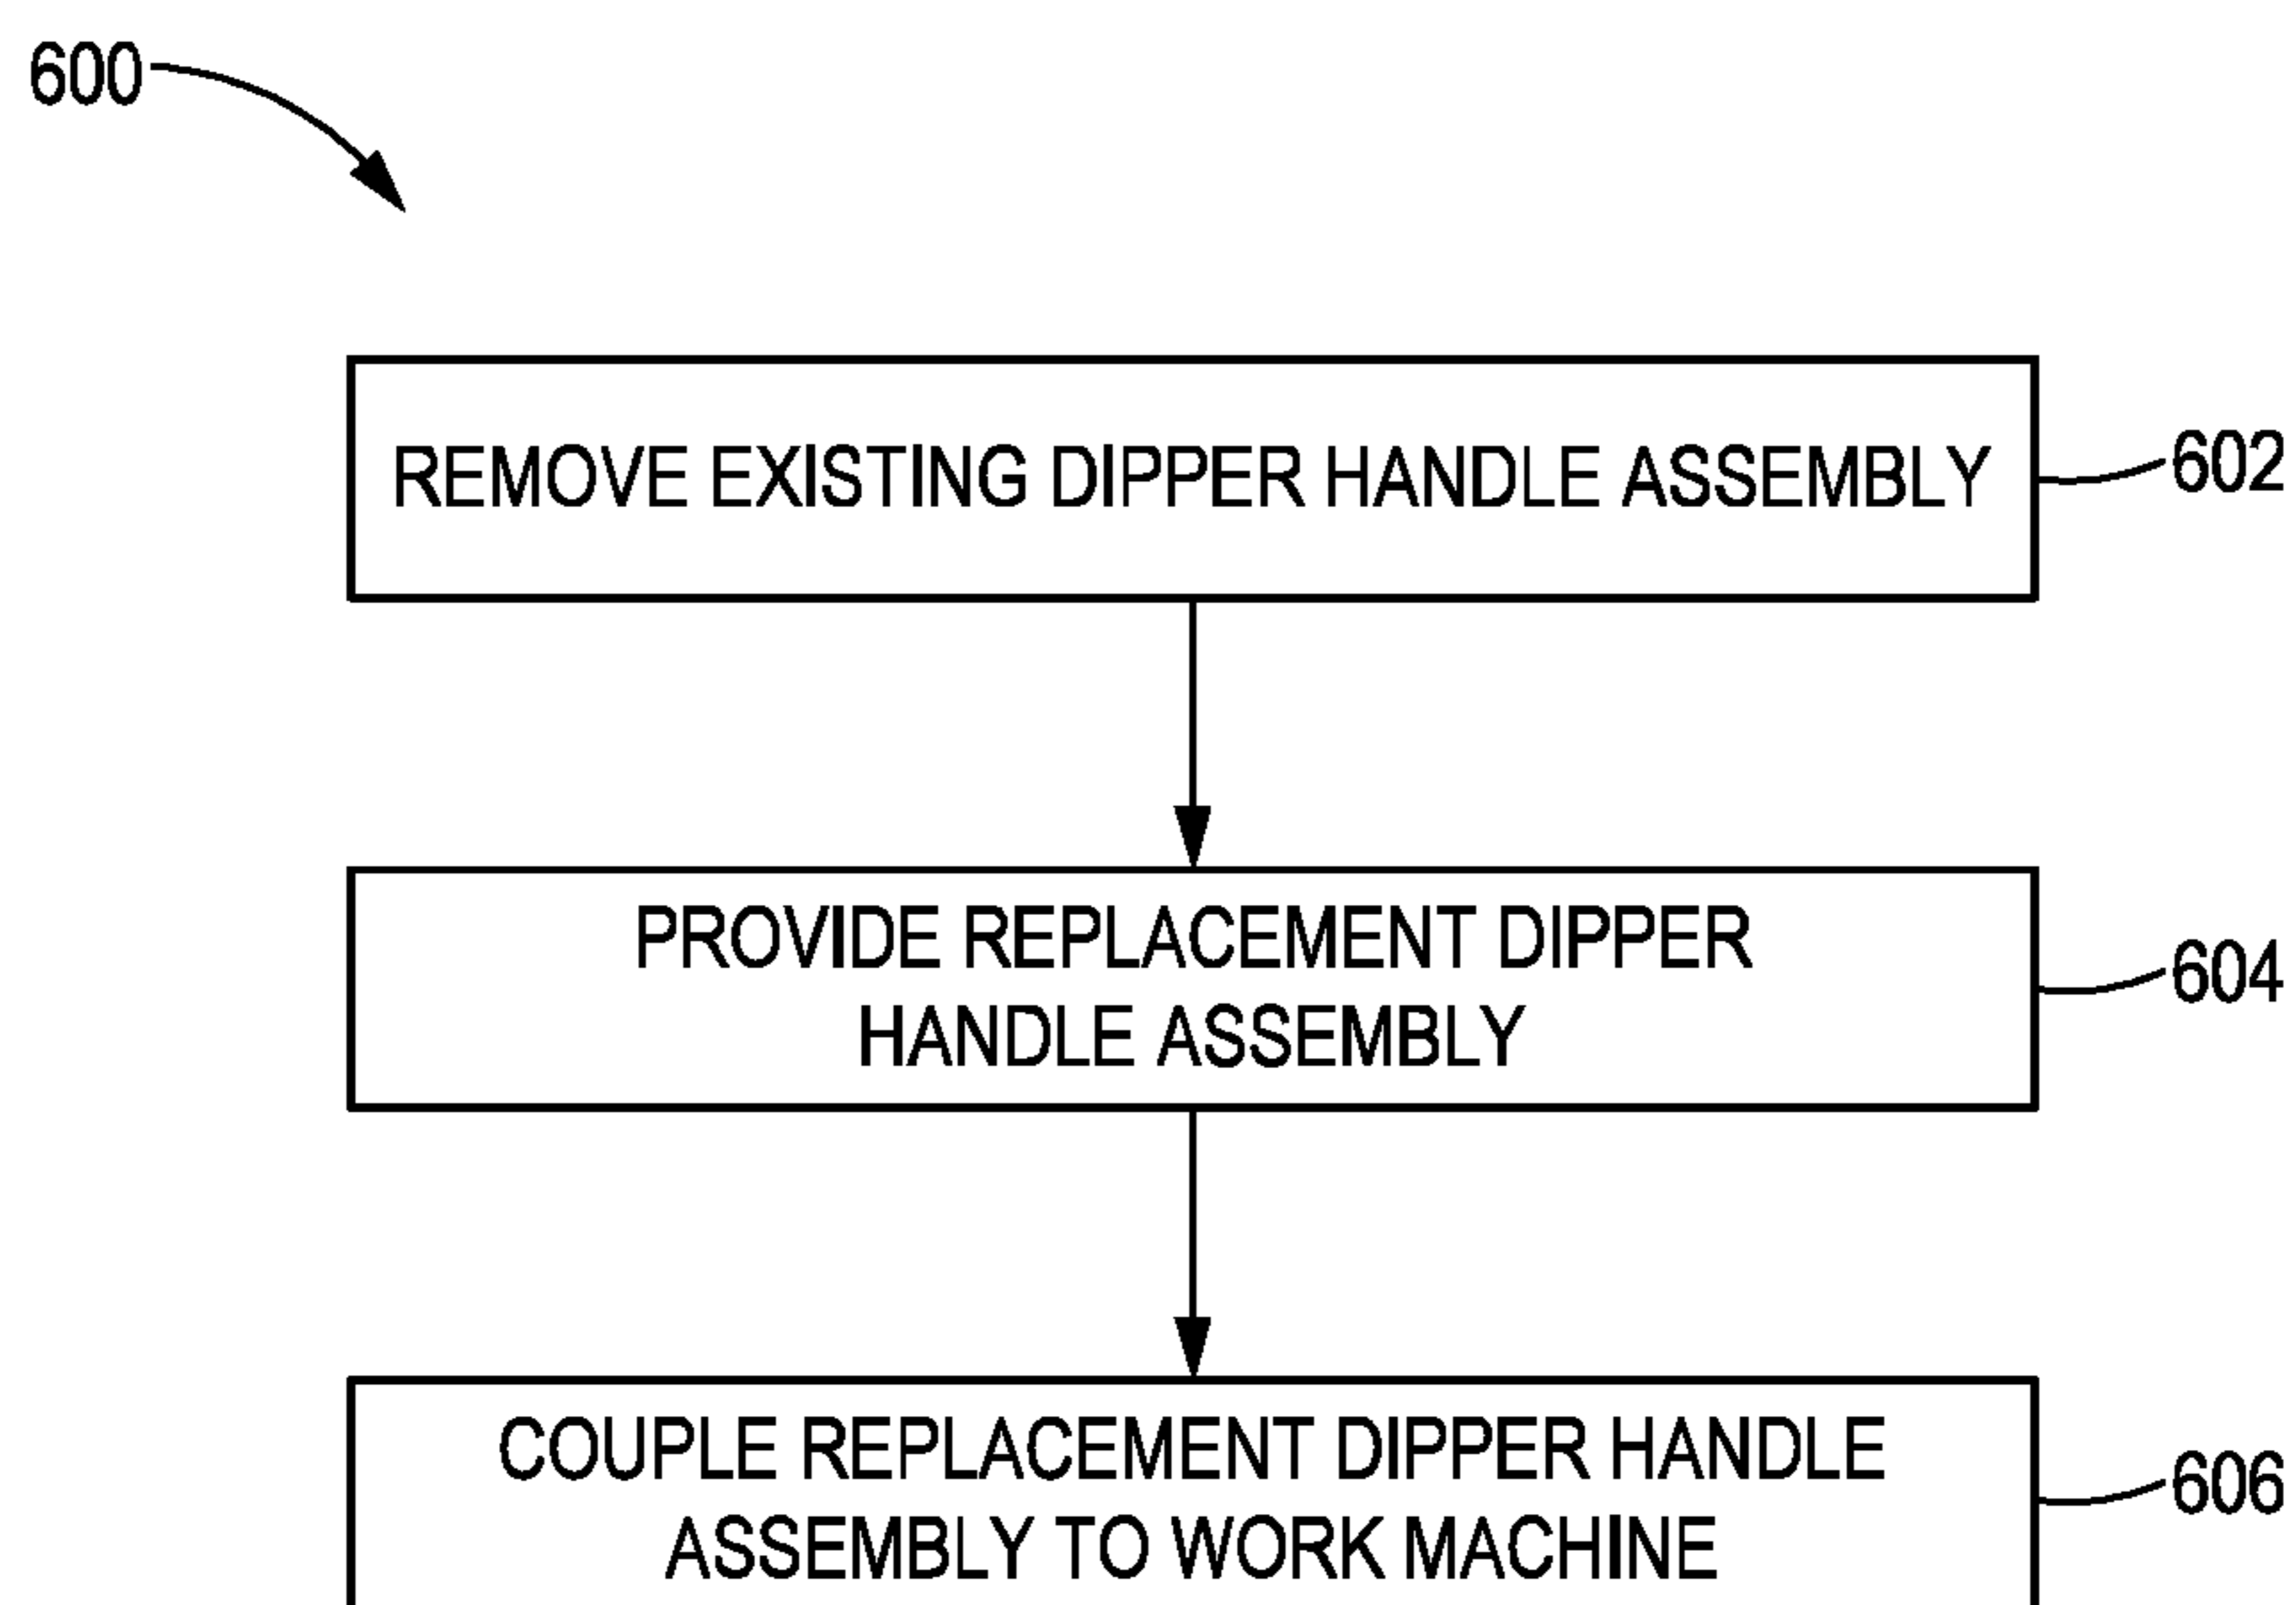 600
REMOVE EXISTING DIPPER HANDLE ASSEMBLY
602
PROVIDE REPLACEMENT DIPPER
HANDLE ASSEMBLY
604
COUPLE REPLACEMENT DIPPER HANDLE
ASSEMBLY TO WORK MACHINE
606